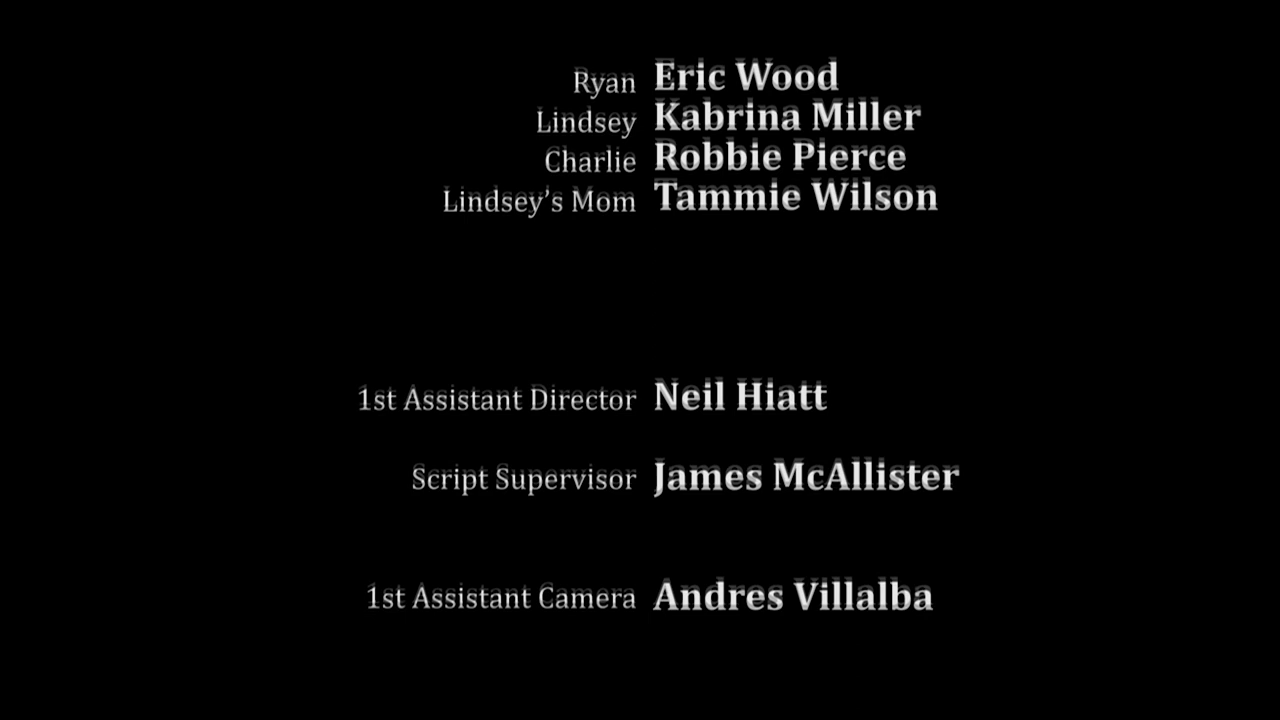 Ryan Eric Wood
Lindsey Kabrina Miller
Charlie Robbie Pierce
Lindsey's Mom Tammie Wilson
1st Assistant Director Neil Hiatt
Script Supervisor James McAllister
1st Assistant Camera Andres Villalba